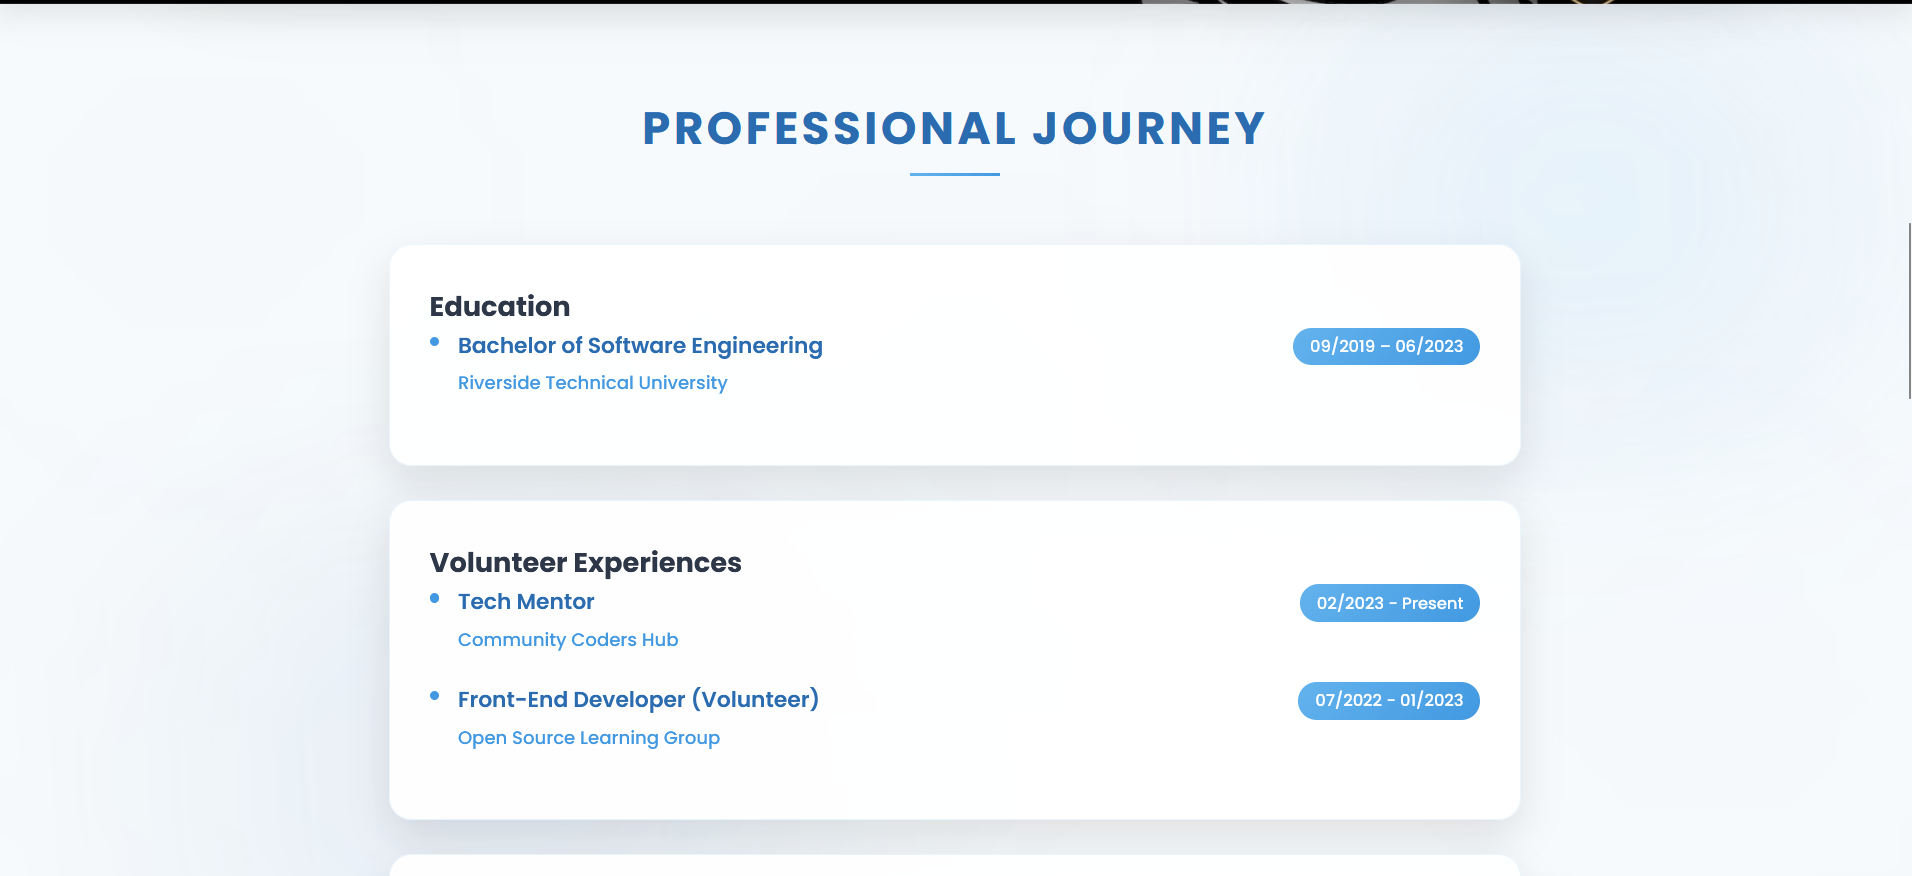 PROFESSIONAL JOURNEY
Education
Bachelor of Software Engineering
09/2019 – 06/2023
Riverside Technical University
Volunteer Experiences
Tech Mentor
02/2023 - Present
Community Coders Hub
Front-End Developer (Volunteer)
07/2022 - 01/2023
Open Source Learning Group